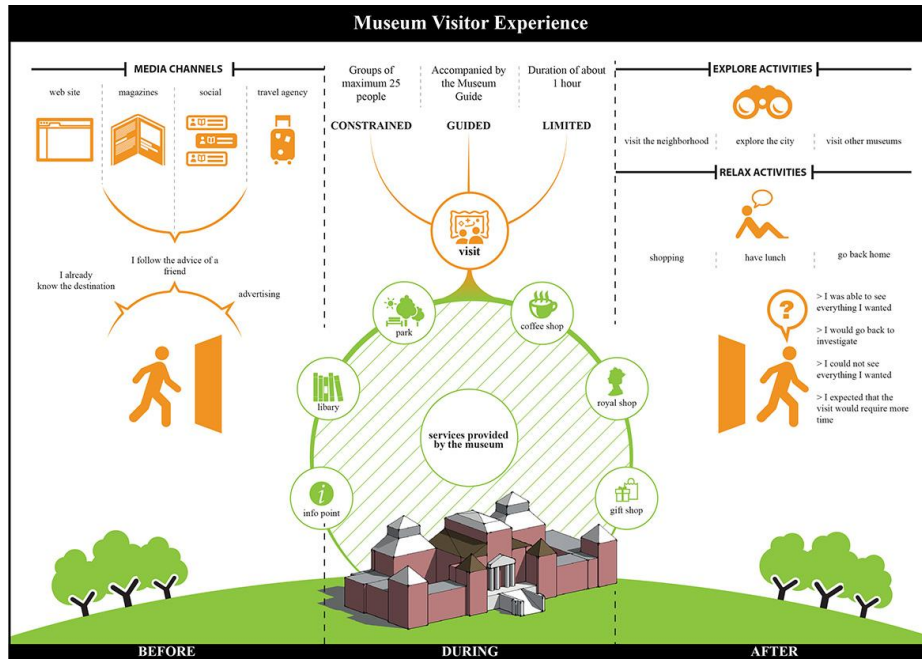 Museum Visitor Experience
MEDIA CHANNELS
web site
magazines
social
travel agency
I follow the advice of a
friend
I already
know the destination
advertising
Groups of
maximum 25
people
Accompanied by
the Museum
Guide
Duration of about
1 hour
CONSTRAINED
GUIDED
LIMITED
visit
park
coffee shop
libary
royal shop
services provided
by the museum
info point
gift shop
EXPLORE ACTIVITIES
visit the neighborhood
explore the city
visit other museums
RELAX ACTIVITIES
shopping
have lunch
go back home
?
> I was able to see
everything I wanted
> I would go back to
investigate
> I could not see
everything I wanted
> I expected that the
visit would require more
time
BEFORE
DURING
AFTER